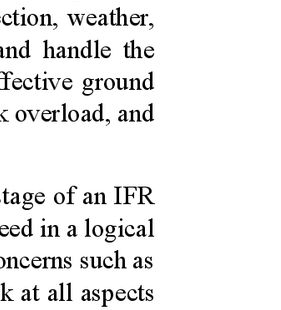 ction, weather,
and handle the
ffective ground
k overload, and
stage of an IFR
eed in a logical
oncerns such as
k at all aspects